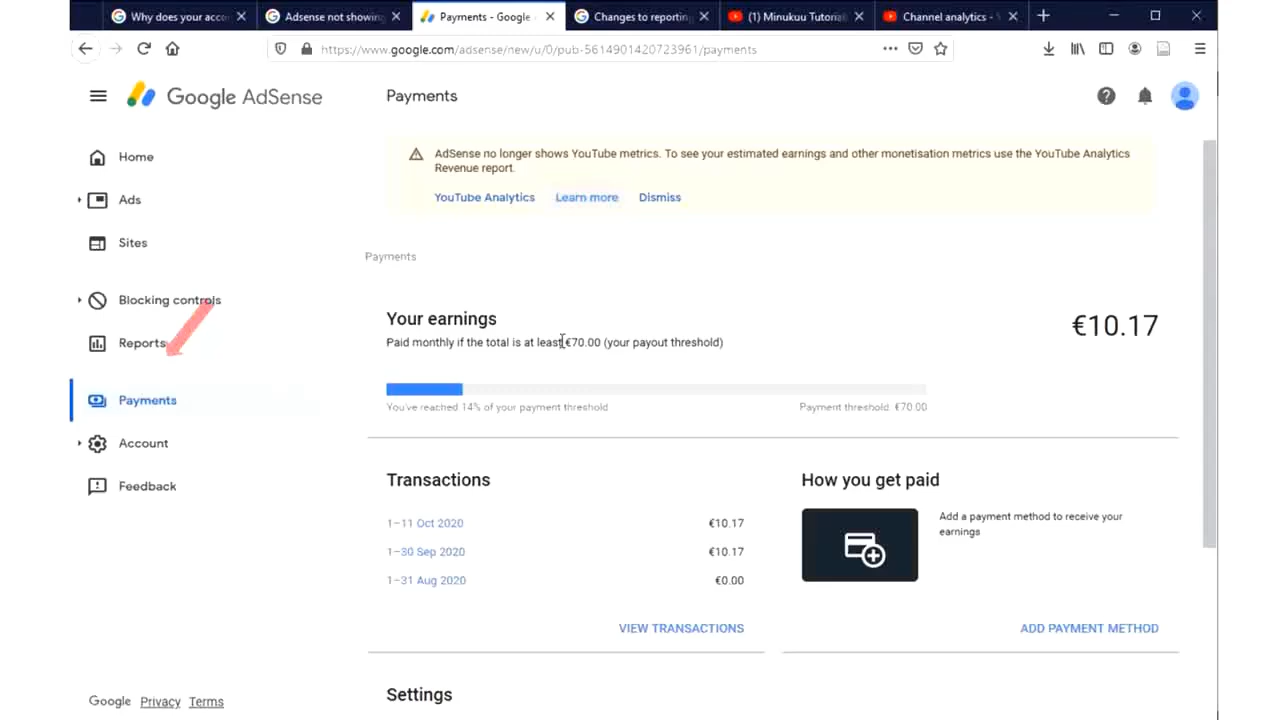 Why does your acco
Adsense not showing
Payments - Google
Changes to reporting
(1) Minukuu Tutorial
Channel analytics -
https://www.google.com/adsense/new/u/0/pub-5614901420723961/payments
Google AdSense
Payments
AdSense no longer shows YouTube metrics. To see your estimated earnings and other monetisation metrics use the YouTube Analytics
Revenue report.
YouTube Analytics
Learn more
Dismiss
Home
Ads
Sites
Blocking controls
Reports
Payments
Account
Feedback
Payments
Your earnings
€10.17
Paid monthly if the total is at least €70.00 (your payout threshold)
You've reached 14% of your payment threshold
Payment threshold: €70.00
Transactions
1–11 Oct 2020 €10.17
1–30 Sep 2020 €10.17
1–31 Aug 2020 €0.00
VIEW TRANSACTIONS
How you get paid
Add a payment method to receive your
earnings
ADD PAYMENT METHOD
Settings
Google Privacy Terms